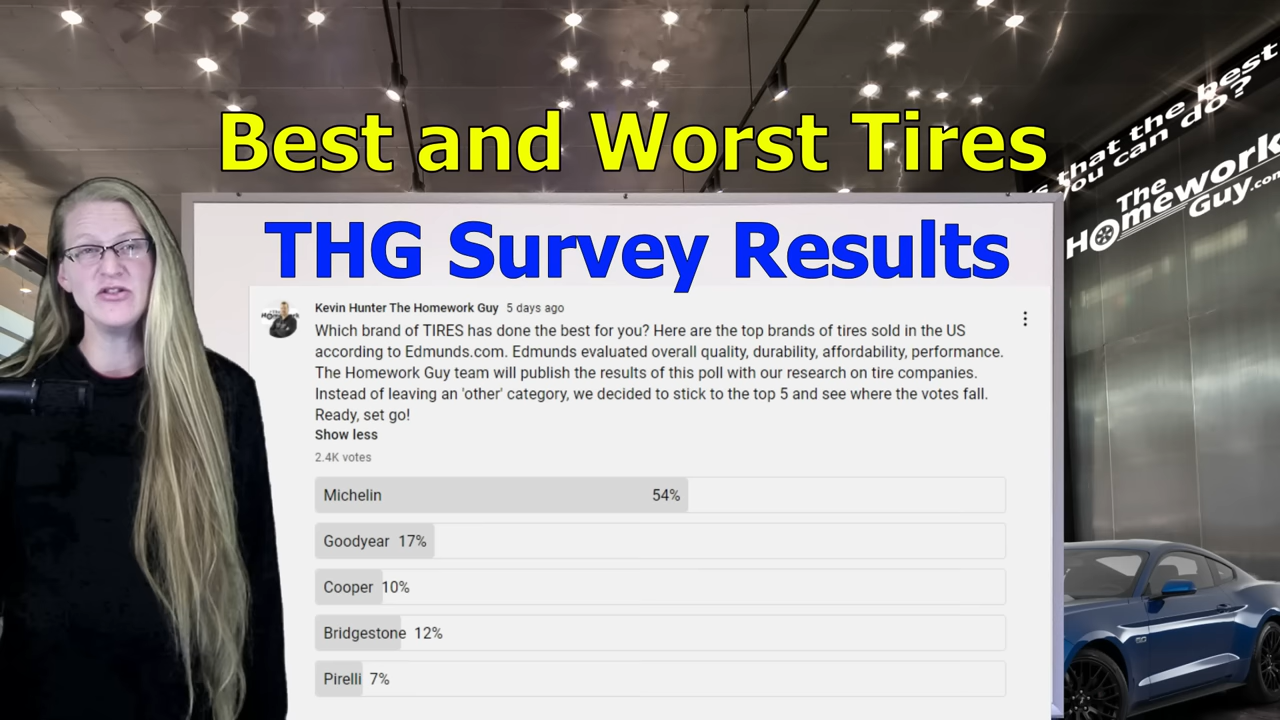 Best and Worst Tires
THG Survey Results
Kevin Hunter The Homework Guy 5 days ago
Which brand of TIRES has done the best for you? Here are the top brands of tires sold in the US
according to Edmunds.com. Edmunds evaluated overall quality, durability, affordability, performance.
The Homework Guy team will publish the results of this poll with our research on tire companies.
Instead of leaving an 'other' category, we decided to stick to the top 5 and see where the votes fall.
Ready, set go!
Show less
2.4K votes
Michelin 54%
Goodyear 17%
Cooper 10%
Bridgestone 12%
Pirelli 7%
that the best
you can do?
The
Homework
Guy.com